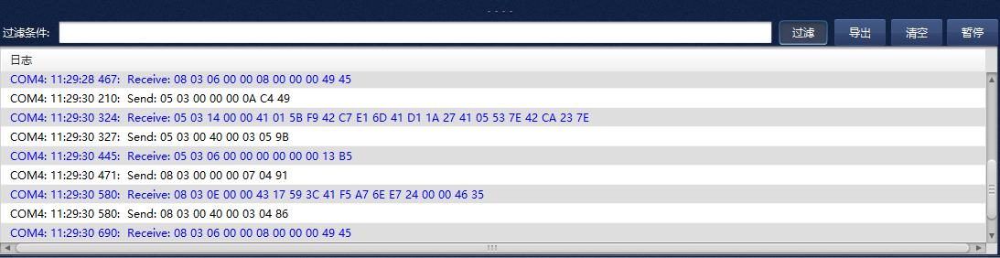 过滤条件: 过滤 导出 清空 暂停
日志
COM4: 11:29:28 467: Receive: 08 03 06 00 00 08 00 00 00 49 45
COM4: 11:29:30 210: Send: 05 03 00 00 00 0A C4 49
COM4: 11:29:30 324: Receive: 05 03 14 00 00 41 01 5B F9 42 C7 E1 6D 41 D1 1A 27 41 05 53 7E 42 CA 23 7E
COM4: 11:29:30 327: Send: 05 03 00 40 00 03 05 9B
COM4: 11:29:30 445: Receive: 05 03 06 00 00 00 00 00 00 13 B5
COM4: 11:29:30 471: Send: 08 03 00 00 00 07 04 91
COM4: 11:29:30 580: Receive: 08 03 0E 00 00 43 17 59 3C 41 F5 A7 6E E7 24 00 00 46 35
COM4: 11:29:30 580: Send: 08 03 00 40 00 03 04 86
COM4: 11:29:30 690: Receive: 08 03 06 00 00 08 00 00 00 49 45